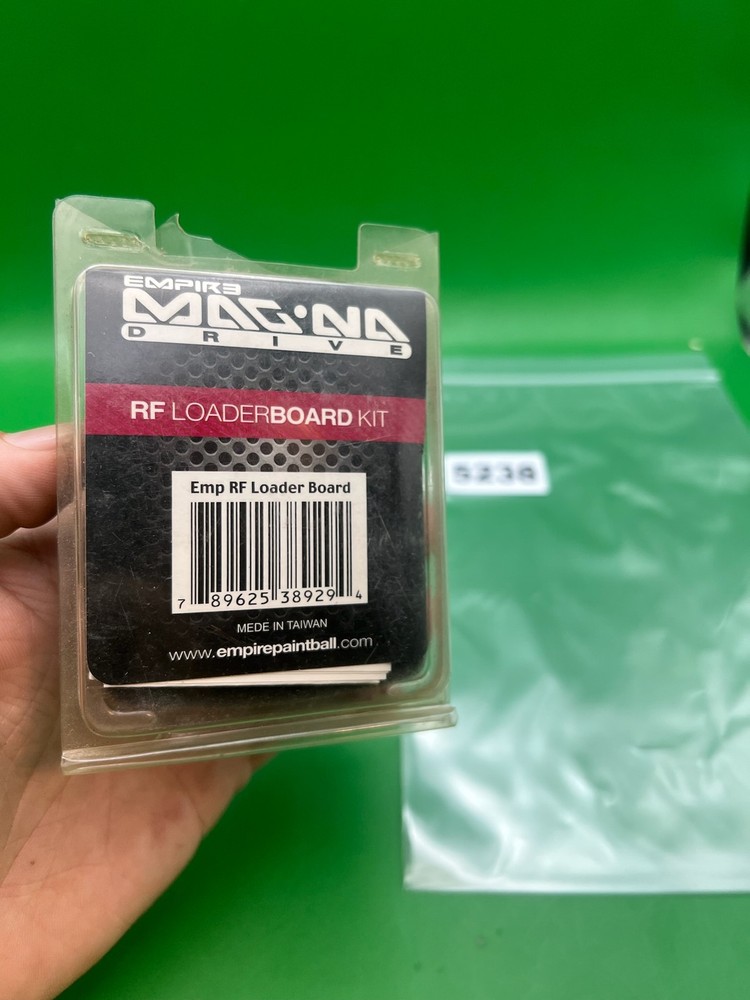 EMPIRE
MAG·NA
DRIVE
RF LOADERBOARD KIT
Emp RF Loader Board
7 89625 38929 4
MEDE IN TAIWAN
www.empirepaintball.com
5236